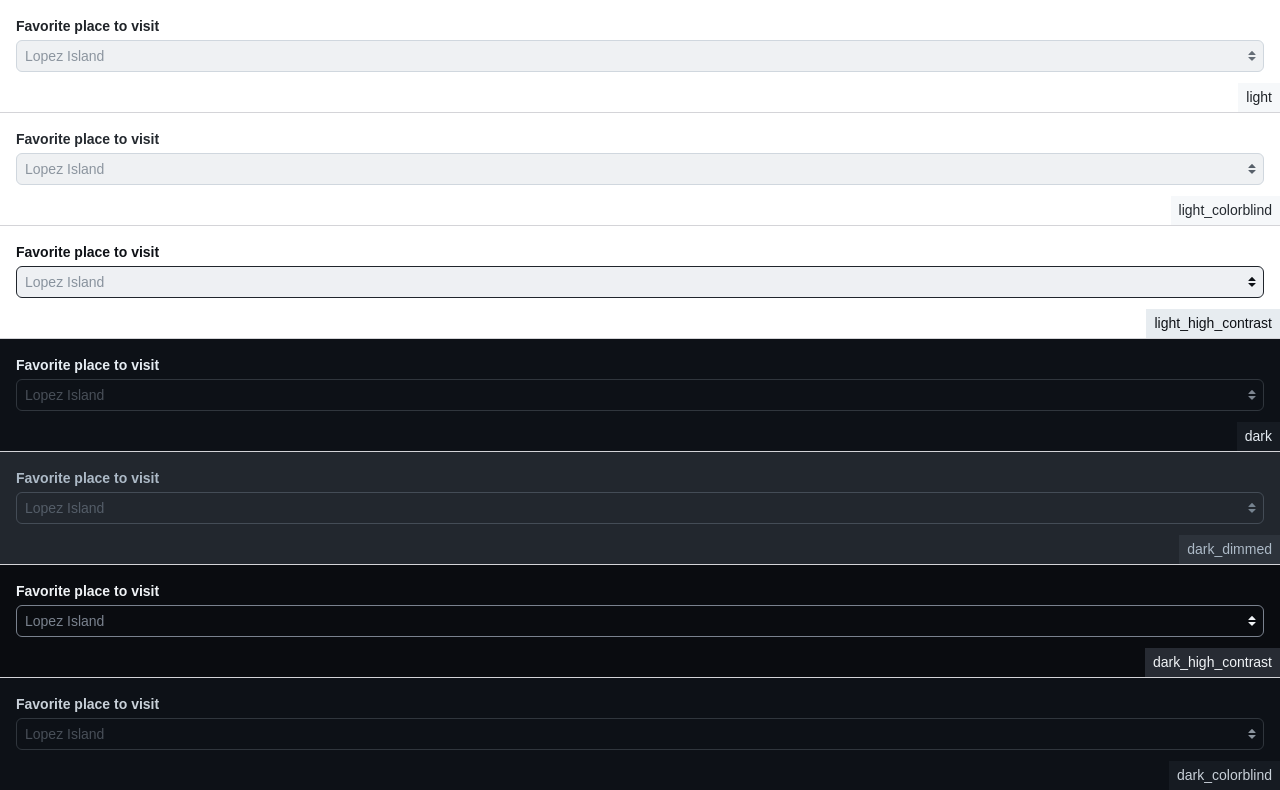 Favorite place to visit
Lopez Island
light
Favorite place to visit
Lopez Island
light_colorblind
Favorite place to visit
Lopez Island
light_high_contrast
Favorite place to visit
Lopez Island
dark
Favorite place to visit
Lopez Island
dark_dimmed
Favorite place to visit
Lopez Island
dark_high_contrast
Favorite place to visit
Lopez Island
dark_colorblind